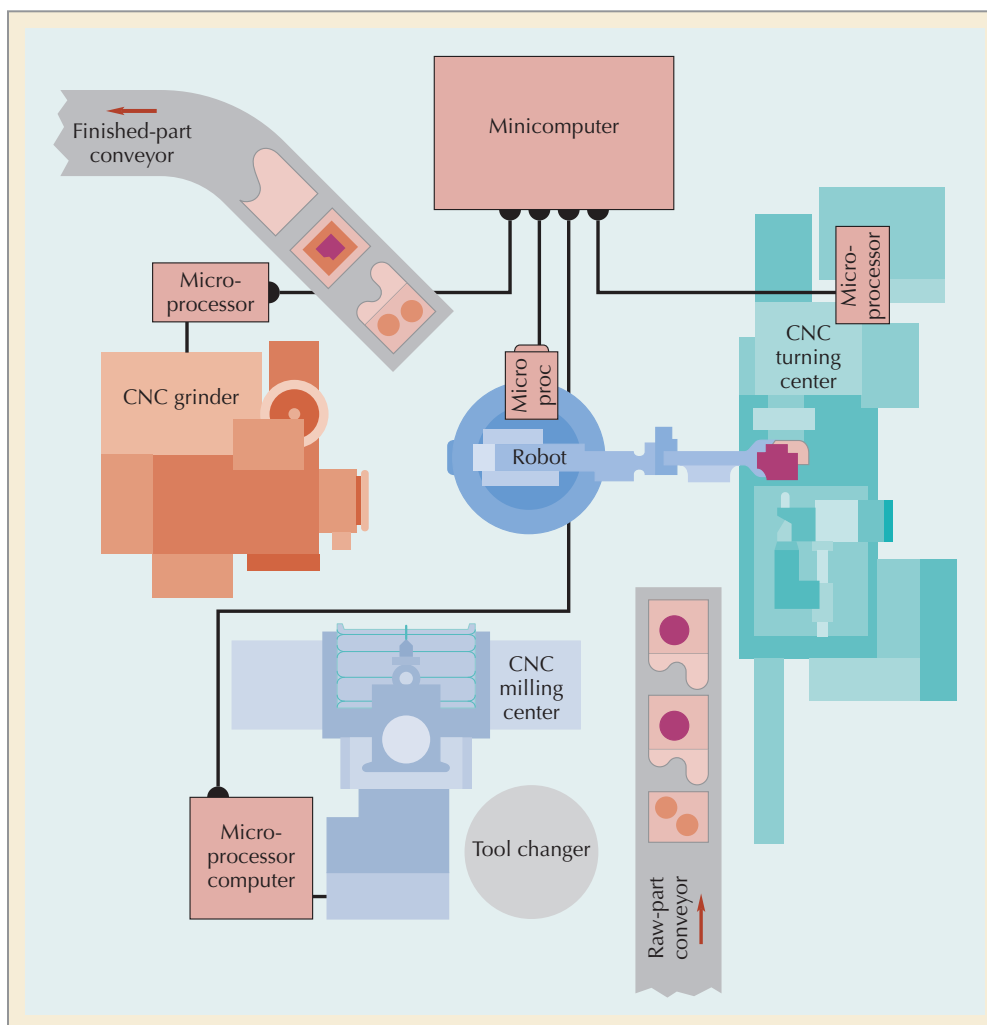 Minicomputer
Finished-part
conveyor
Micro-
processor
Micro-
processor
CNC
turning
center
Micro
proc
CNC grinder
Robot
CNC
milling
center
Micro-
processor
computer
Tool changer
Raw-part
conveyor